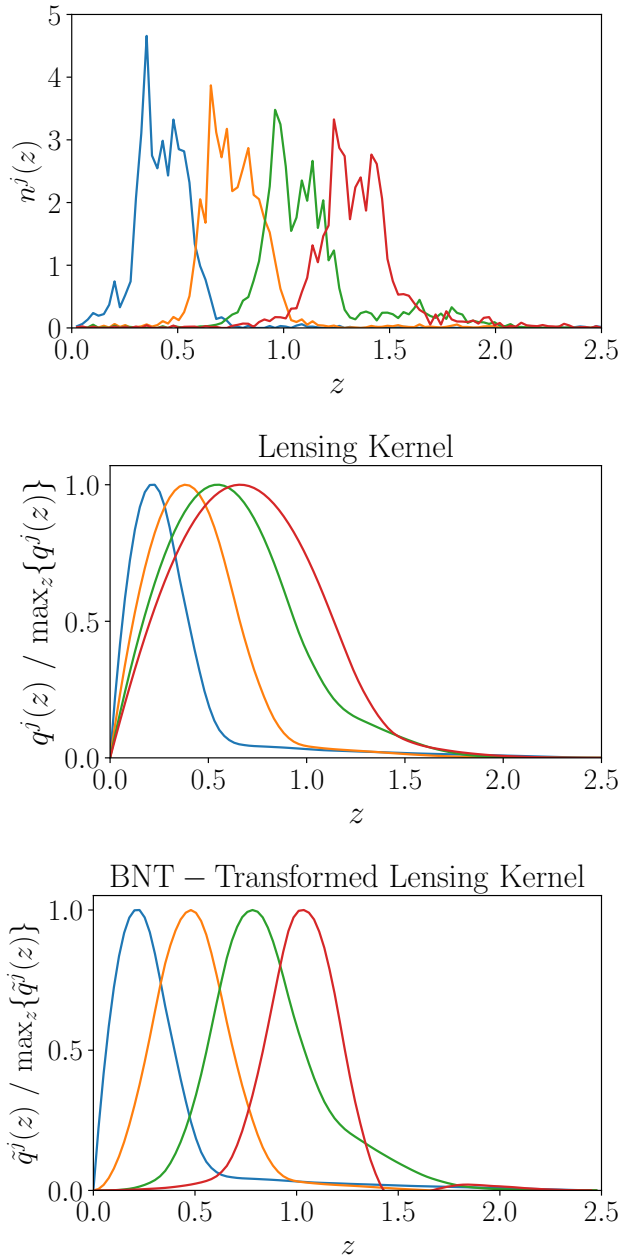 5
4
3
2
1
0
n^j(z)
0.0 0.5 1.0 1.5 2.0 2.5
z
Lensing Kernel
1.0
0.5
0.0
q^j(z) / max_z{q^j(z)}
0.0 0.5 1.0 1.5 2.0 2.5
z
BNT − Transformed Lensing Kernel
1.0
0.5
0.0
q̃^j(z) / max_z{q̃^j(z)}
0.0 0.5 1.0 1.5 2.0 2.5
z